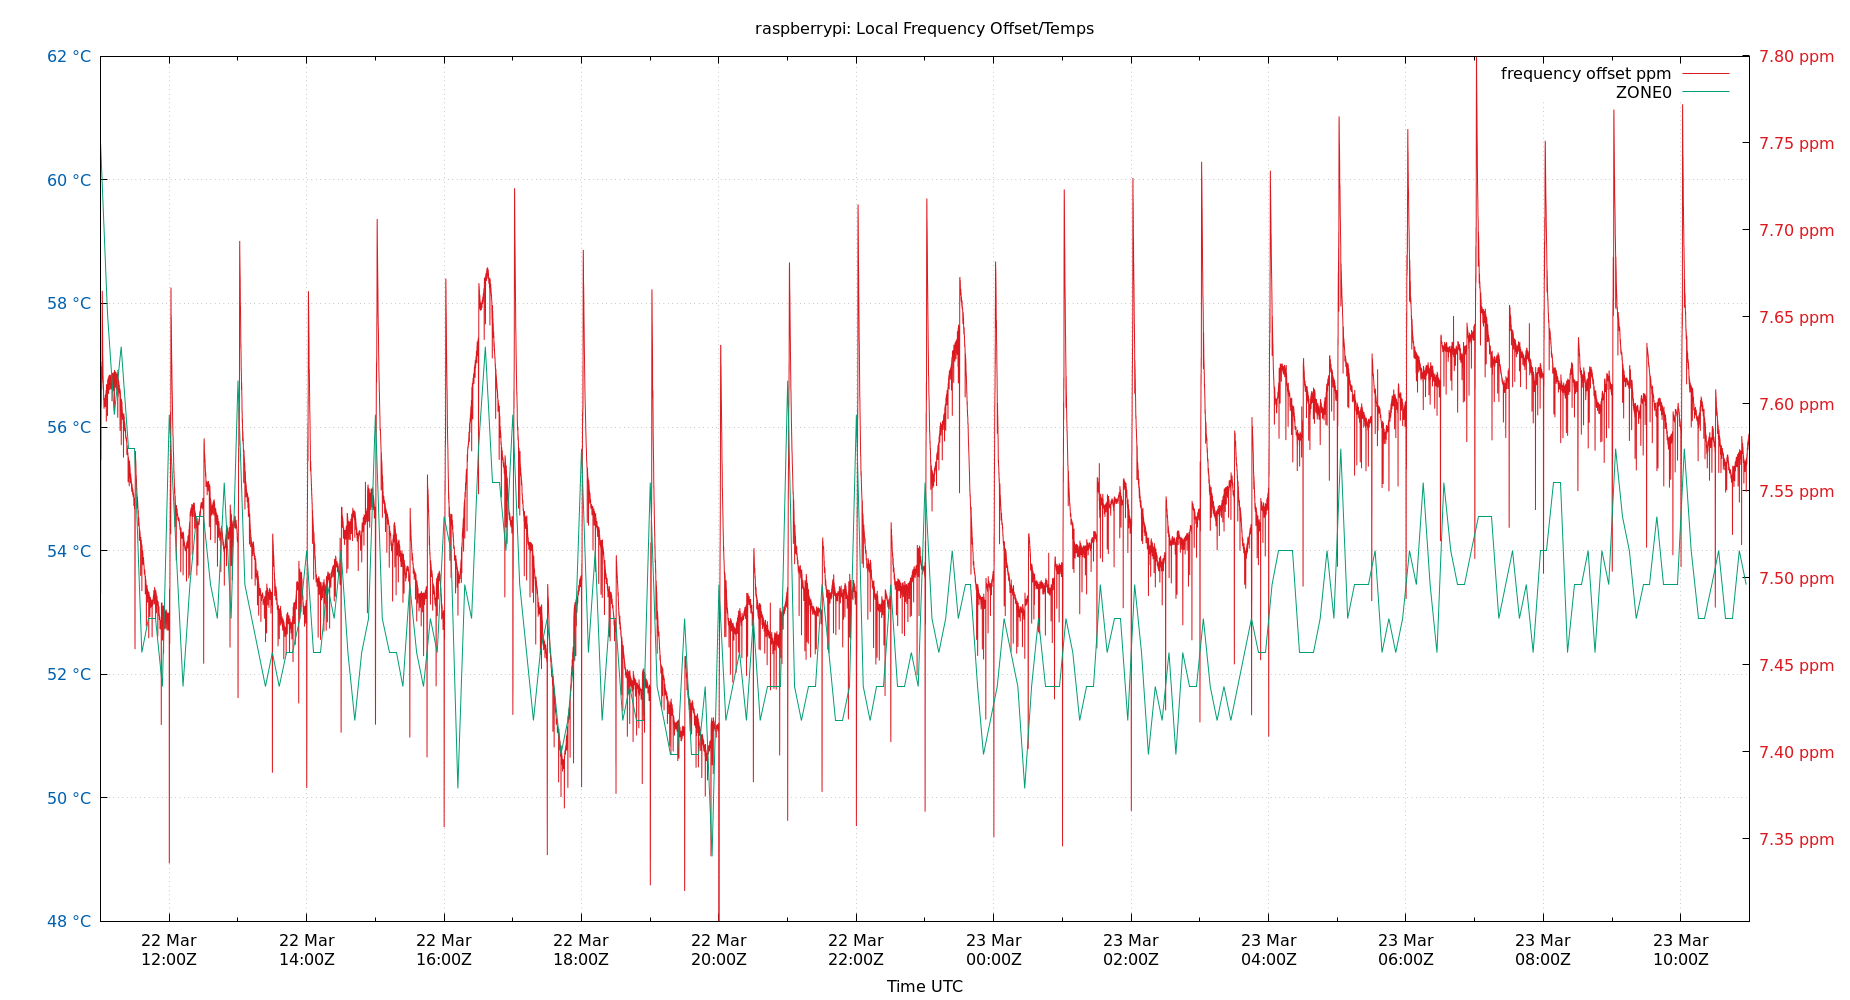 raspberrypi: Local Frequency Offset/Temps
62 °C
60 °C
58 °C
56 °C
54 °C
52 °C
50 °C
48 °C
7.80 ppm
7.75 ppm
7.70 ppm
7.65 ppm
7.60 ppm
7.55 ppm
7.50 ppm
7.45 ppm
7.40 ppm
7.35 ppm
frequency offset ppm
ZONE0
22 Mar
12:00Z
22 Mar
14:00Z
22 Mar
16:00Z
22 Mar
18:00Z
22 Mar
20:00Z
22 Mar
22:00Z
23 Mar
00:00Z
23 Mar
02:00Z
23 Mar
04:00Z
23 Mar
06:00Z
23 Mar
08:00Z
23 Mar
10:00Z
Time UTC